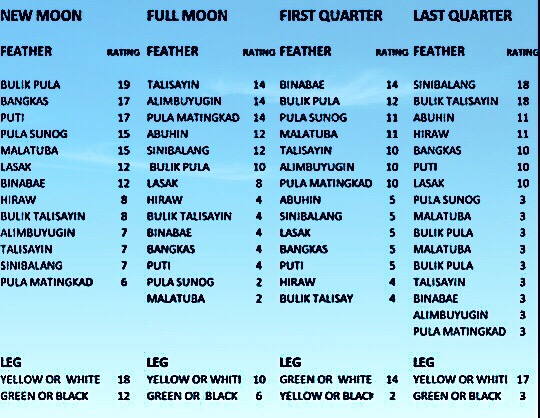 NEW MOON
FEATHER RATING
BULIK PULA 19
BANGKAS 17
PUTI 17
PULA SUNOG 15
MALATUBA 15
LASAK 12
BINABAE 12
HIRAW 8
BULIK TALISAYIN 8
ALIMBUYUGIN 7
TALISAYIN 7
SINIBALANG 7
PULA MATINGKAD 6
LEG
YELLOW OR WHITE 18
GREEN OR BLACK 12
FULL MOON
FEATHER RATING
TALISAYIN 14
ALIMBUYUGIN 14
PULA MATINGKAD 14
ABUHIN 12
SINIBALANG 12
BULIK PULA 10
LASAK 8
HIRAW 4
BULIK TALISAYIN 4
BINABAE 4
BANGKAS 4
PUTI 4
PULA SUNOG 2
MALATUBA 2
LEG
YELLOW OR WHITI 10
GREEN OR BLACK 6
FIRST QUARTER
FEATHER RATING
BINABAE 14
BULIK PULA 12
PULA SUNOG 11
MALATUBA 11
TALISAYIN 10
ALIMBUYUGIN 10
PULA MATINGKAD 10
ABUHIN 5
SINIBALANG 5
LASAK 5
BANGKAS 5
PUTI 5
HIRAW 4
BULIK TALISAY 4
LEG
GREEN OR WHITE 14
YELLOW OR BLACK 2
LAST QUARTER
FEATHER RATING
SINIBALANG 18
BULIK TALISAYIN 18
ABUHIN 11
HIRAW 11
BANGKAS 10
PUTI 10
LASAK 10
PULA SUNOG 3
MALATUBA 3
BULIK PULA 3
MALATUBA 3
BULIK PULA 3
TALISAYIN 3
BINABAE 3
ALIMBUYUGIN 3
PULA MATINGKAD 3
LEG
YELLOW OR WHITI 17
GREEN OR BLACK 3